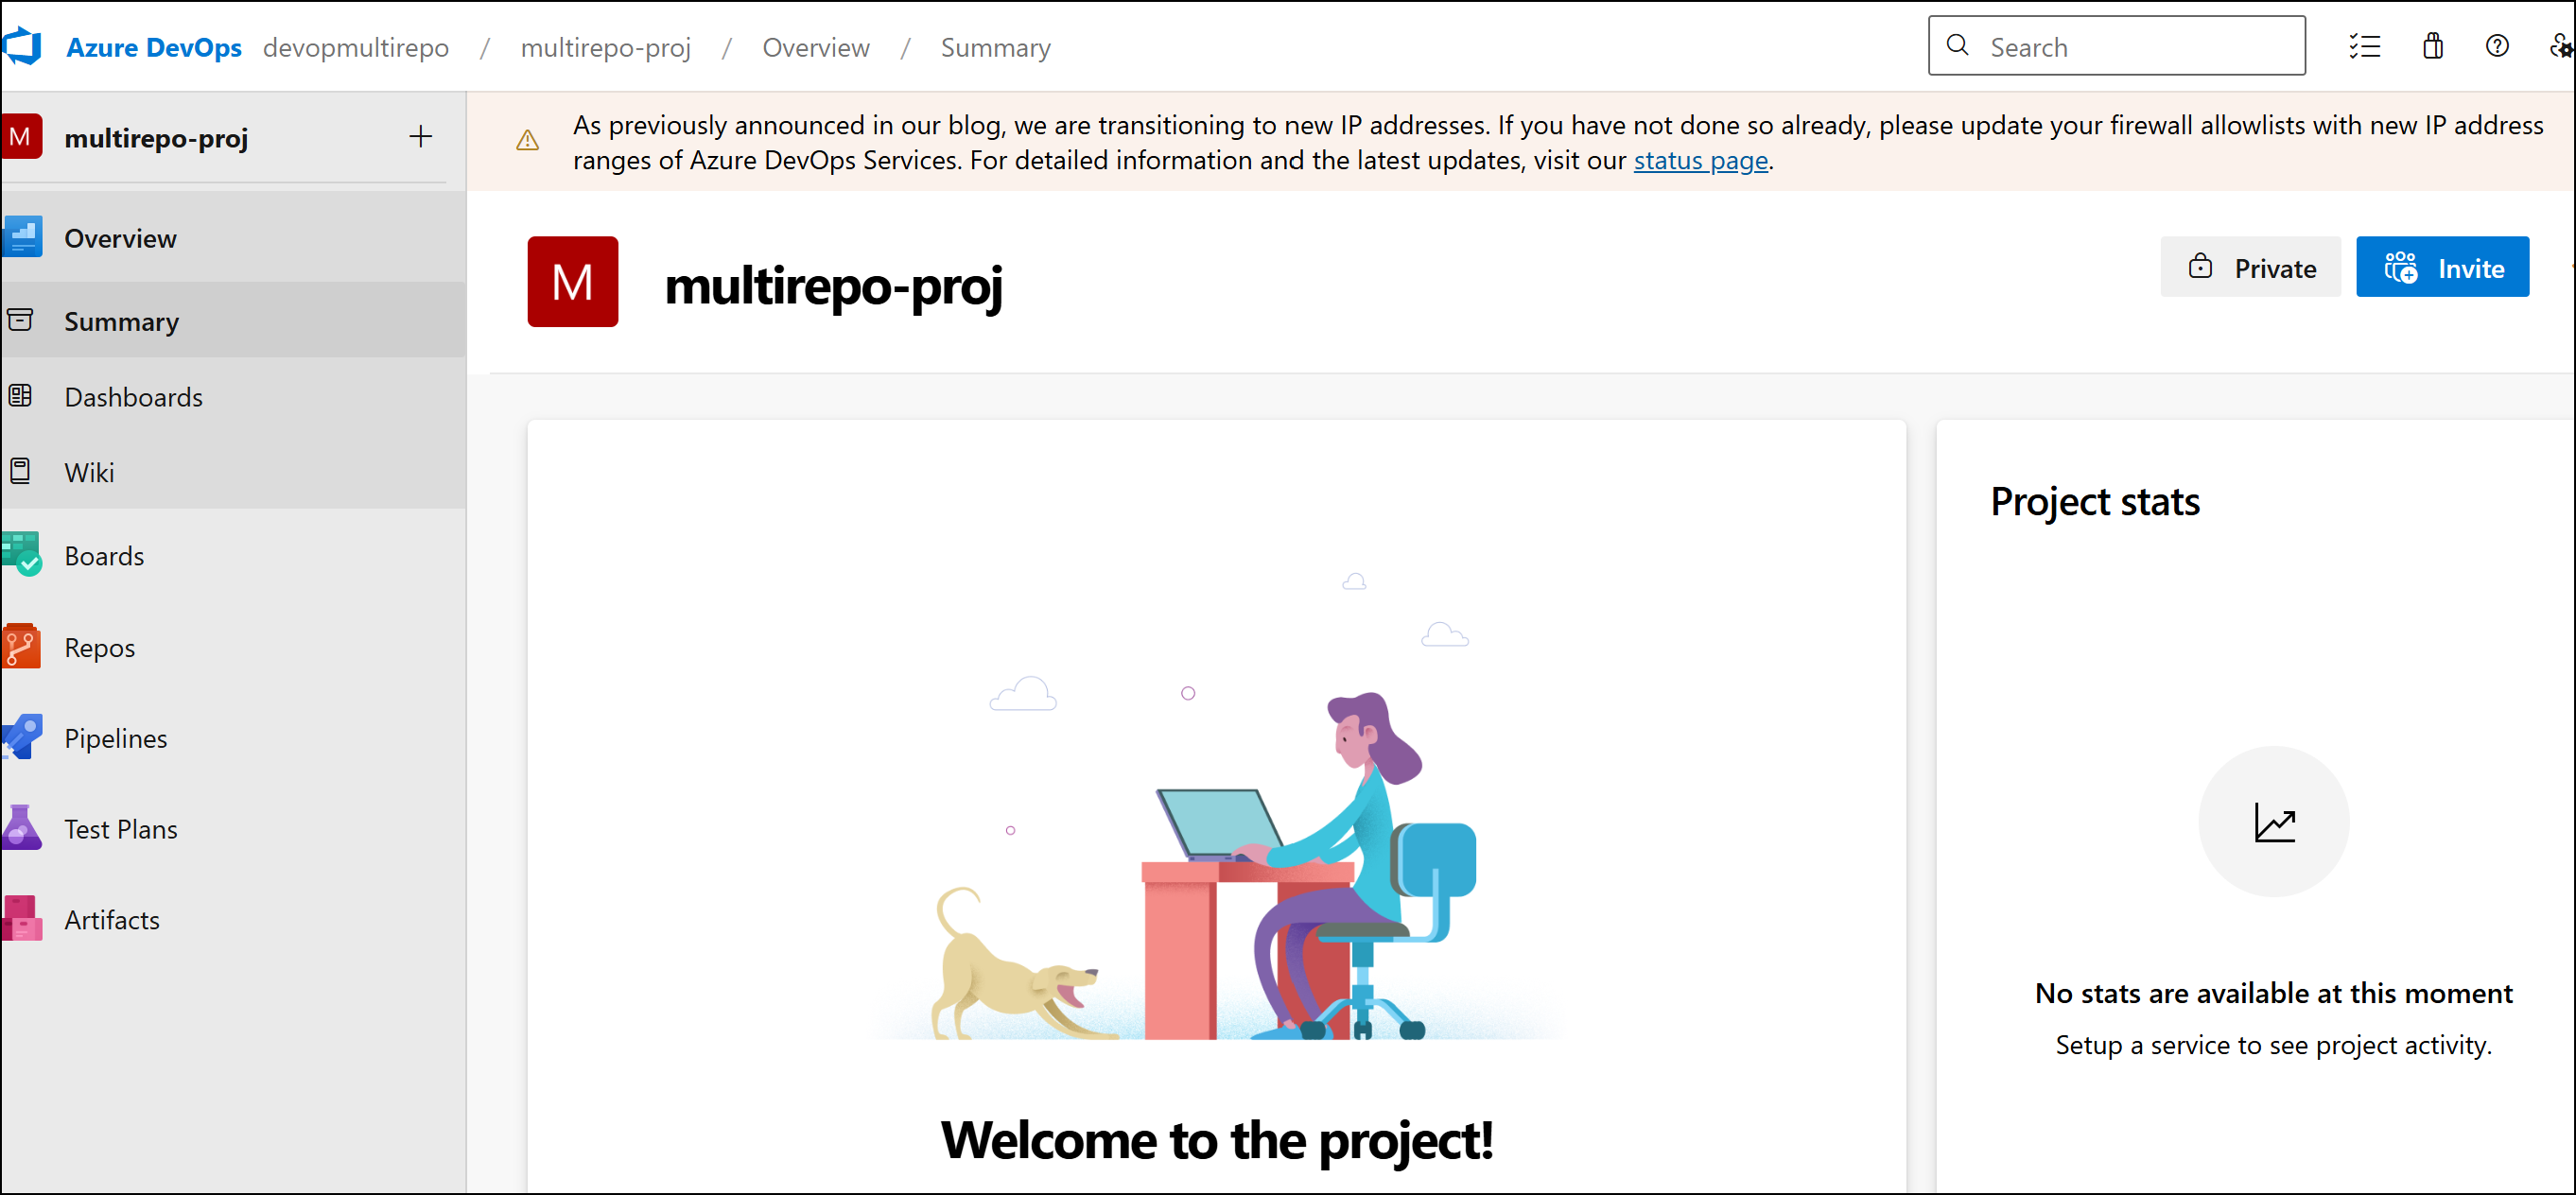 Azure DevOps devopmultirepo / multirepo-proj / Overview / Summary
Search
M multirepo-proj +
As previously announced in our blog, we are transitioning to new IP addresses. If you have not done so already, please update your firewall allowlists with new IP address
ranges of Azure DevOps Services. For detailed information and the latest updates, visit our status page.
Overview
Summary
Dashboards
Wiki
Boards
Repos
Pipelines
Test Plans
Artifacts
M multirepo-proj
Private
Invite
Welcome to the project!
Project stats
No stats are available at this moment
Setup a service to see project activity.